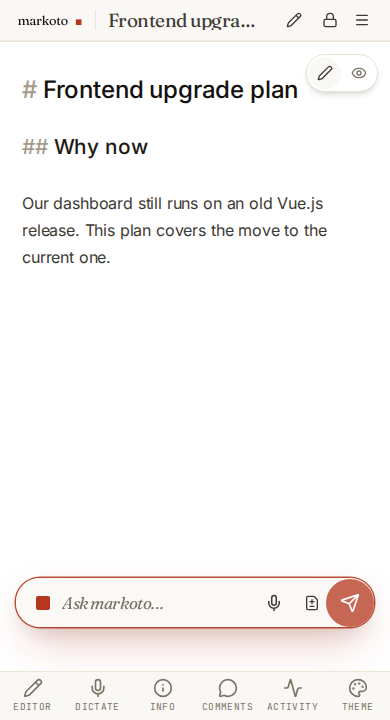 markoto
Frontend upgra...
# Frontend upgrade plan
## Why now
Our dashboard still runs on an old Vue.js
release. This plan covers the move to the
current one.
Ask markoto...
EDITOR
DICTATE
INFO
COMMENTS
ACTIVITY
THEME